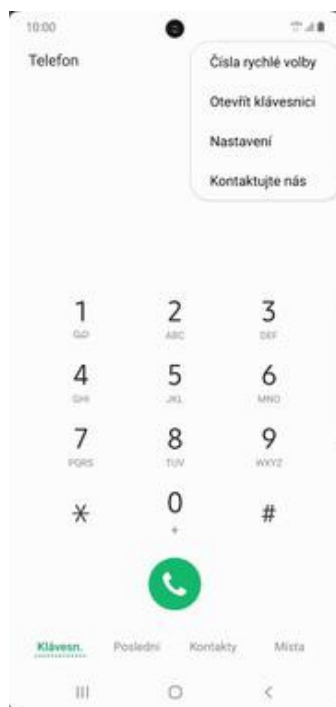 10:00
Telefon
Čísla rychlé volby
Otevřít klávesnici
Nastavení
Kontaktujte nás
1 2 3
ABC DEF
4 5 6
GHI JKL MNO
7 8 9
PQRS TUV WXYZ
* 0 #
+
Klávesn. Poslední Kontakty Místa